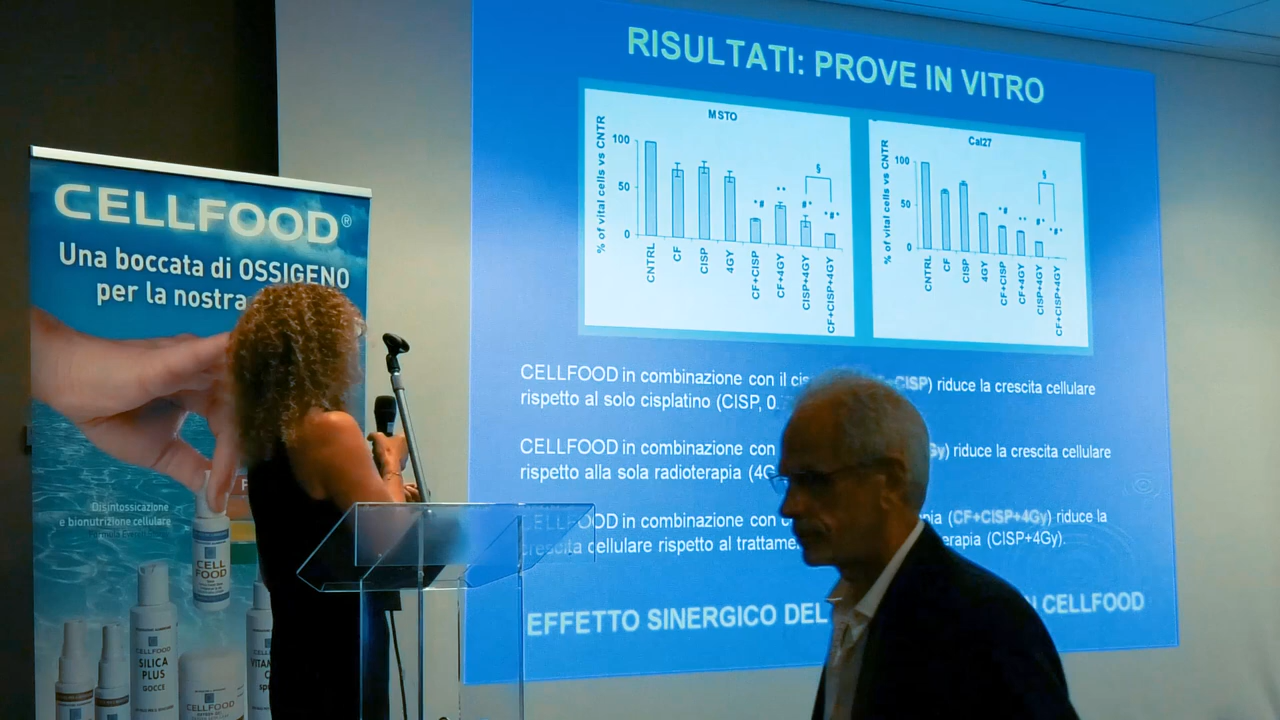 RISULTATI: PROVE IN VITRO
MSTO
% of vital cells vs CNTR
100
50
0
CNTRL
CF
CISP
4GY
CF+CISP
CF+4GY
CISP+4GY
CF+CISP+4GY
*#
**
#
*#
§
Cal27
% of vital cells vs CNTR
100
50
0
CNTRL
CF
CISP
4GY
CF+CISP
CF+4GY
CISP+4GY
CF+CISP+4GY
§
CELLFOOD in combinazione con il CISP) riduce la crescita cellulare
rispetto al solo cisplatino (CISP, 0.
CELLFOOD in combinazione con Gy) riduce la crescita cellulare
rispetto alla sola radioterapia (4G
CELLFOOD in combinazione con (CF+CISP+4Gy) riduce la
crescita cellulare rispetto al (CISP+4Gy).
EFFETTO SINERGICO DEL CELLFOOD
CELLFOOD®
Una boccata di OSSIGENO
per la nostra
Disintossicazione
e bionutrizione cellulare
CELL
FOOD
CELLFOOD
SILICA
PLUS
GOCCE
CELLFOOD